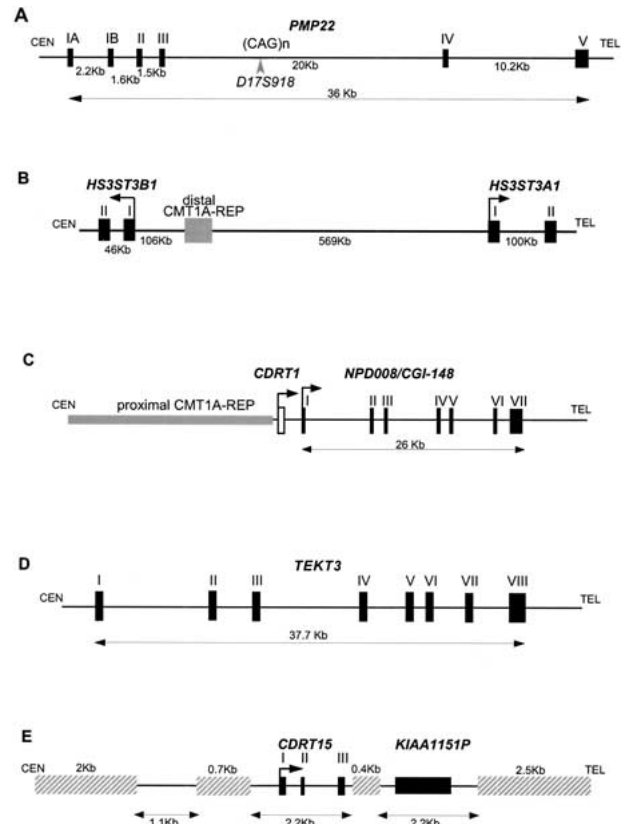 A
PMP22
CEN IA IB II III (CAG)n IV V TEL
2.2Kb 1.6Kb 1.5Kb 20Kb 10.2Kb
D17S918
36 Kb
B
HS3ST3B1 distal CMT1A-REP HS3ST3A1
CEN II I I II TEL
46Kb 106Kb 569Kb 100Kb
C
CDRT1 NPD008/CGI-148
CEN proximal CMT1A-REP I II III IV V VI VII TEL
26 Kb
D
TEKT3
CEN I II III IV V VI VII VIII TEL
37.7 Kb
E
CDRT15 KIAA1151P
CEN 2Kb 0.7Kb I II III 0.4Kb 2.5Kb TEL
1.1Kb 2.2Kb 2.2Kb